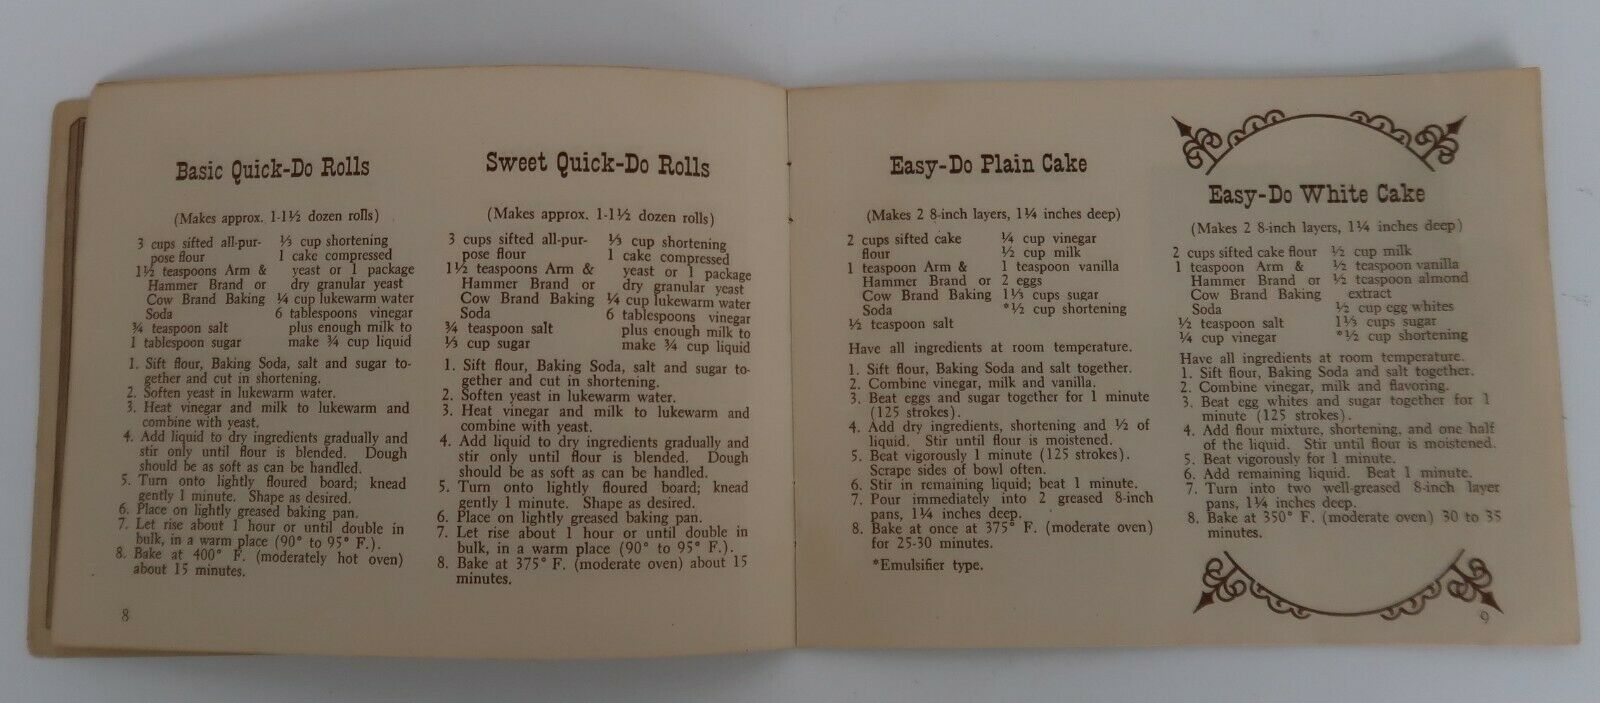 Basic Quick-Do Rolls
(Makes approx. 1-1½ dozen rolls)
3 cups sifted all-pur-
pose flour
1½ teaspoons Arm &
Hammer Brand or
Cow Brand Baking
Soda
¾ teaspoon salt
1 tablespoon sugar
⅓ cup shortening
1 cake compressed
yeast or 1 package
dry granular yeast
¼ cup lukewarm water
6 tablespoons vinegar
plus enough milk to
make ¾ cup liquid
1. Sift flour, Baking Soda, salt and sugar to-
gether and cut in shortening.
2. Soften yeast in lukewarm water.
3. Heat vinegar and milk to lukewarm and
combine with yeast.
4. Add liquid to dry ingredients gradually and
stir only until flour is blended. Dough
should be as soft as can be handled.
5. Turn onto lightly floured board; knead
gently 1 minute. Shape as desired.
6. Place on lightly greased baking pan.
7. Let rise about 1 hour or until double in
bulk, in a warm place (90° to 95° F.).
8. Bake at 400° F. (moderately hot oven)
about 15 minutes.
8
Sweet Quick-Do Rolls
(Makes approx. 1-1½ dozen rolls)
3 cups sifted all-pur-
pose flour
1½ teaspoons Arm &
Hammer Brand or
Cow Brand Baking
Soda
¾ teaspoon salt
⅓ cup sugar
⅓ cup shortening
1 cake compressed
yeast or 1 package
dry granular yeast
¼ cup lukewarm water
6 tablespoons vinegar
plus enough milk to
make ¾ cup liquid
1. Sift flour, Baking Soda, salt and sugar to-
gether and cut in shortening.
2. Soften yeast in lukewarm water.
3. Heat vinegar and milk to lukewarm and
combine with yeast.
4. Add liquid to dry ingredients gradually and
stir only until flour is blended. Dough
should be as soft as can be handled.
5. Turn onto lightly floured board; knead
gently 1 minute. Shape as desired.
6. Place on lightly greased baking pan.
7. Let rise about 1 hour or until double in
bulk, in a warm place (90° to 95° F.).
8. Bake at 375° F. (moderate oven) about 15
minutes.
Easy-Do Plain Cake
(Makes 2 8-inch layers, 1¼ inches deep)
2 cups sifted cake
flour
1 teaspoon Arm &
Hammer Brand or
Cow Brand Baking
Soda
½ teaspoon salt
¼ cup vinegar
½ cup milk
1 teaspoon vanilla
2 eggs
1⅓ cups sugar
*½ cup shortening
Have all ingredients at room temperature.
1. Sift flour, Baking Soda and salt together.
2. Combine vinegar, milk and vanilla.
3. Beat eggs and sugar together for 1 minute
(125 strokes).
4. Add dry ingredients, shortening and ½ of
liquid. Stir until flour is moistened.
5. Beat vigorously 1 minute (125 strokes).
Scrape sides of bowl often.
6. Stir in remaining liquid; beat 1 minute.
7. Pour immediately into 2 greased 8-inch
pans, 1¼ inches deep.
8. Bake at once at 375° F. (moderate oven)
for 25-30 minutes.
*Emulsifier type.
Easy-Do White Cake
(Makes 2 8-inch layers, 1¼ inches deep)
2 cups sifted cake flour
1 teaspoon Arm &
Hammer Brand or
Cow Brand Baking
Soda
½ teaspoon salt
¼ cup vinegar
½ cup milk
½ teaspoon vanilla
½ teaspoon almond
extract
½ cup egg whites
1⅓ cups sugar
*½ cup shortening
Have all ingredients at room temperature.
1. Sift flour, Baking Soda and salt together.
2. Combine vinegar, milk and flavoring.
3. Beat egg whites and sugar together for 1
minute (125 strokes).
4. Add flour mixture, shortening, and one half
of the liquid. Stir until flour is moistened.
5. Beat vigorously for 1 minute.
6. Add remaining liquid. Beat 1 minute.
7. Turn into two well-greased 8-inch layer
pans, 1¼ inches deep.
8. Bake at 350° F. (moderate oven) 30 to 35
minutes.
9